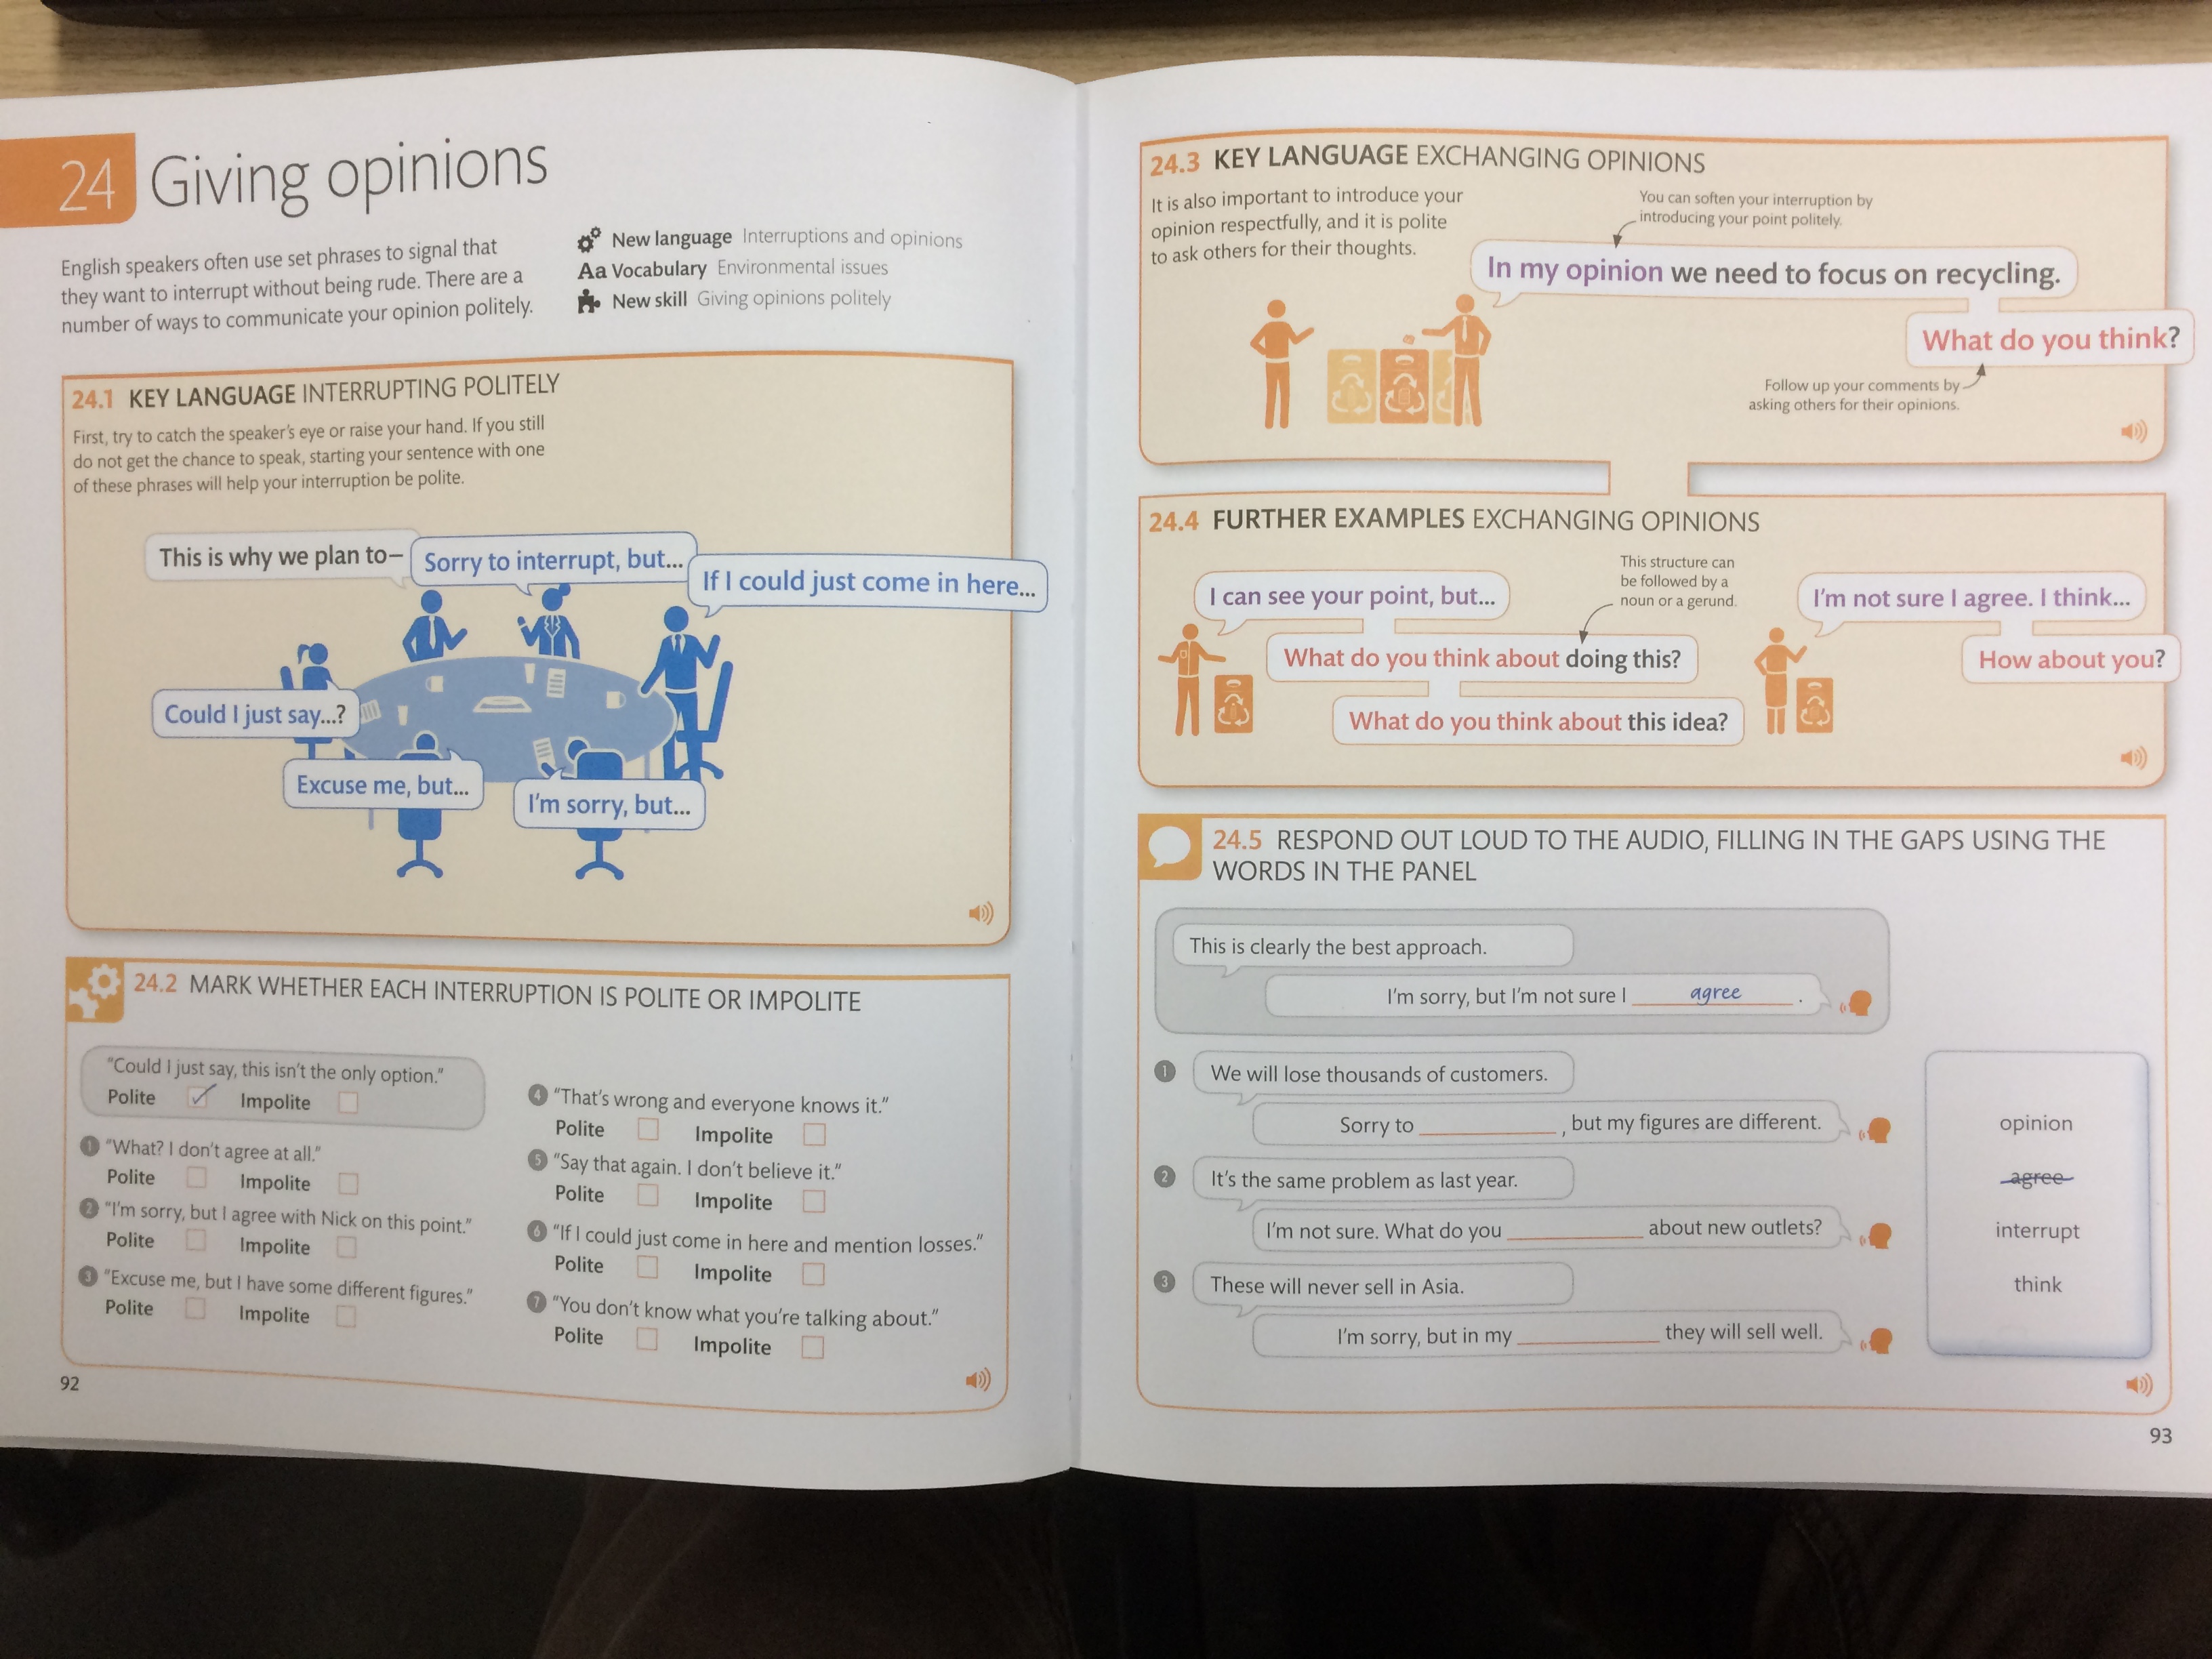 24 Giving opinions
English speakers often use set phrases to signal that
they want to interrupt without being rude. There are a
number of ways to communicate your opinion politely.
New language Interruptions and opinions
Aa Vocabulary Environmental issues
New skill Giving opinions politely
24.1 KEY LANGUAGE INTERRUPTING POLITELY
First, try to catch the speaker's eye or raise your hand. If you still
do not get the chance to speak, starting your sentence with one
of these phrases will help your interruption be polite.
This is why we plan to–
Sorry to interrupt, but...
If I could just come in here...
Could I just say...?
Excuse me, but...
I'm sorry, but...
24.2 MARK WHETHER EACH INTERRUPTION IS POLITE OR IMPOLITE
"Could I just say, this isn't the only option."
Polite ✓ Impolite
1 "What? I don't agree at all."
Polite Impolite
2 "I'm sorry, but I agree with Nick on this point."
Polite Impolite
3 "Excuse me, but I have some different figures."
Polite Impolite
4 "That's wrong and everyone knows it."
Polite Impolite
5 "Say that again. I don't believe it."
Polite Impolite
6 "If I could just come in here and mention losses."
Polite Impolite
7 "You don't know what you're talking about."
Polite Impolite
92
24.3 KEY LANGUAGE EXCHANGING OPINIONS
It is also important to introduce your
opinion respectfully, and it is polite
to ask others for their thoughts.
You can soften your interruption by
introducing your point politely.
In my opinion we need to focus on recycling.
What do you think?
Follow up your comments by
asking others for their opinions.
24.4 FURTHER EXAMPLES EXCHANGING OPINIONS
I can see your point, but...
What do you think about doing this?
What do you think about this idea?
This structure can
be followed by a
noun or a gerund.
I'm not sure I agree. I think...
How about you?
24.5 RESPOND OUT LOUD TO THE AUDIO, FILLING IN THE GAPS USING THE
WORDS IN THE PANEL
This is clearly the best approach.
I'm sorry, but I'm not sure I agree.
1 We will lose thousands of customers.
Sorry to ________, but my figures are different.
2 It's the same problem as last year.
I'm not sure. What do you ________ about new outlets?
3 These will never sell in Asia.
I'm sorry, but in my ________ they will sell well.
opinion
agree
interrupt
think
93